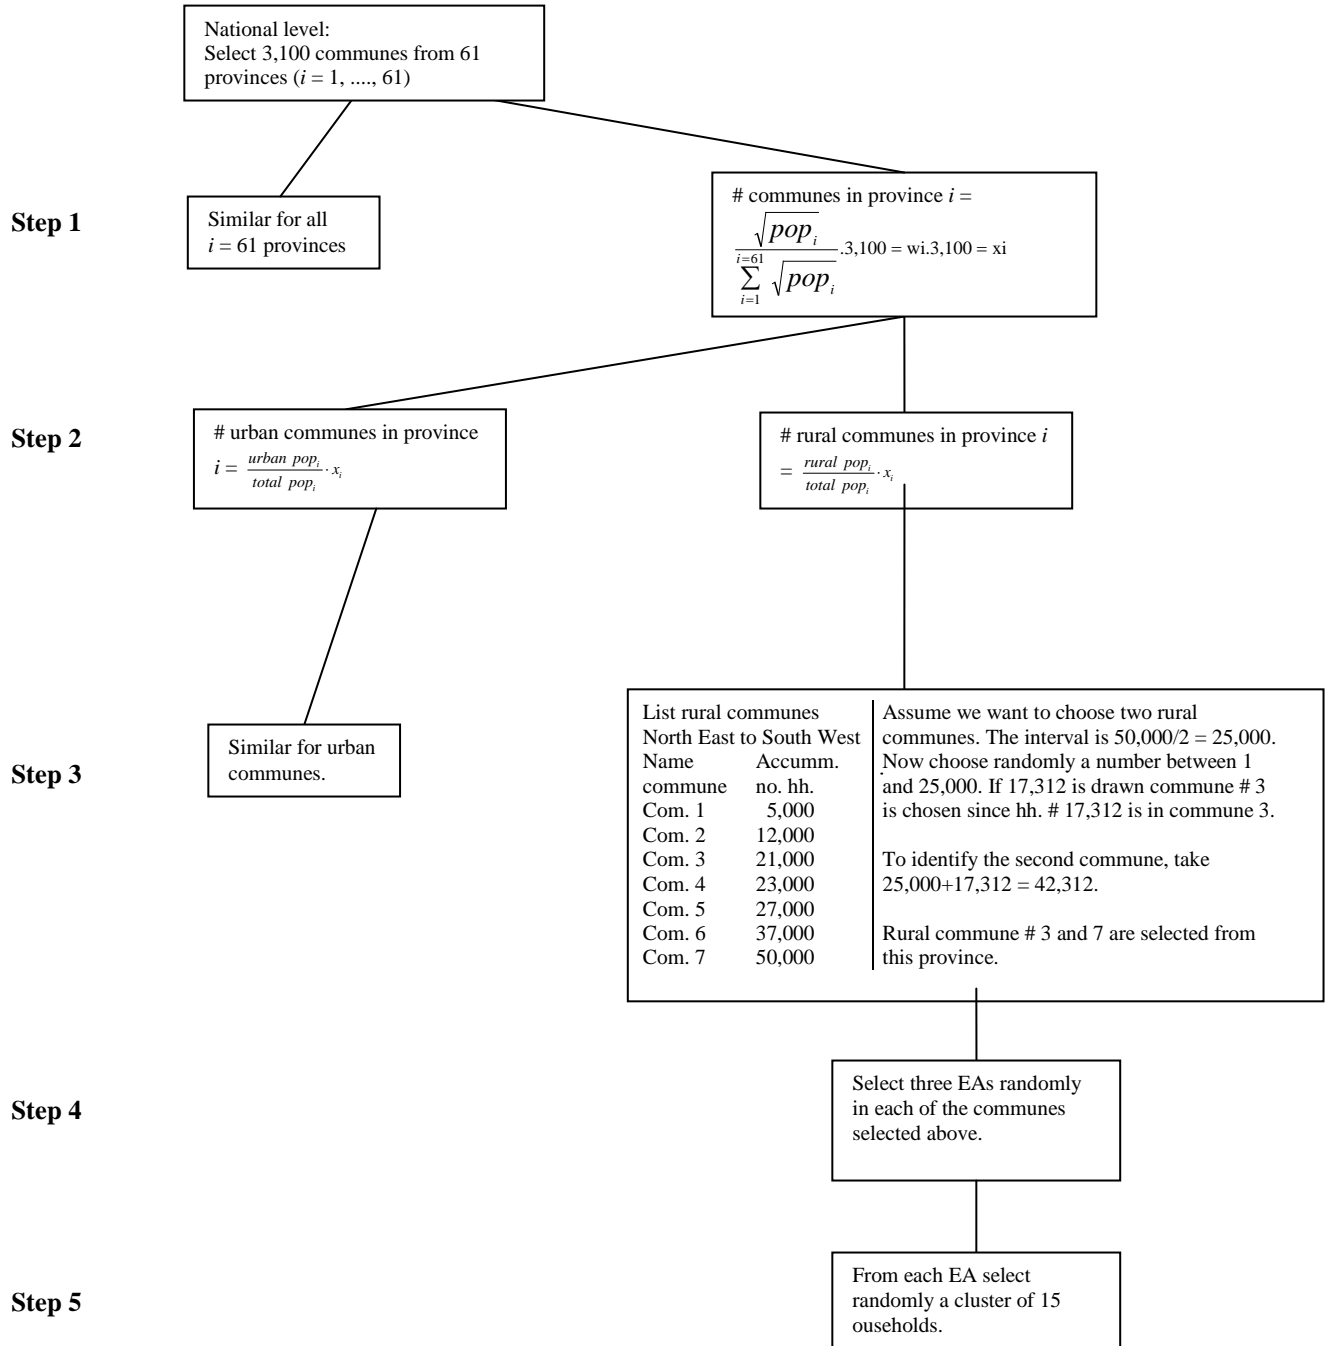 National level:
Select 3,100 communes from 61
provinces (i = 1, ...., 61)
Step 1
Similar for all
i = 61 provinces
# communes in province i =
√pop_i
i=61
∑ √pop_i .3,100 = wi.3,100 = xi
i=1
Step 2
# urban communes in province
i = urban pop_i / total pop_i · x_i
# rural communes in province i
= rural pop_i / total pop_i · x_i
Step 3
Similar for urban
communes.
List rural communes
North East to South West
Name Accumm.
commune no. hh.
Com. 1 5,000
Com. 2 12,000
Com. 3 21,000
Com. 4 23,000
Com. 5 27,000
Com. 6 37,000
Com. 7 50,000
Assume we want to choose two rural
communes. The interval is 50,000/2 = 25,000.
Now choose randomly a number between 1
and 25,000. If 17,312 is drawn commune # 3
is chosen since hh. # 17,312 is in commune 3.
To identify the second commune, take
25,000+17,312 = 42,312.
Rural commune # 3 and 7 are selected from
this province.
Step 4
Select three EAs randomly
in each of the communes
selected above.
Step 5
From each EA select
randomly a cluster of 15
ouseholds.